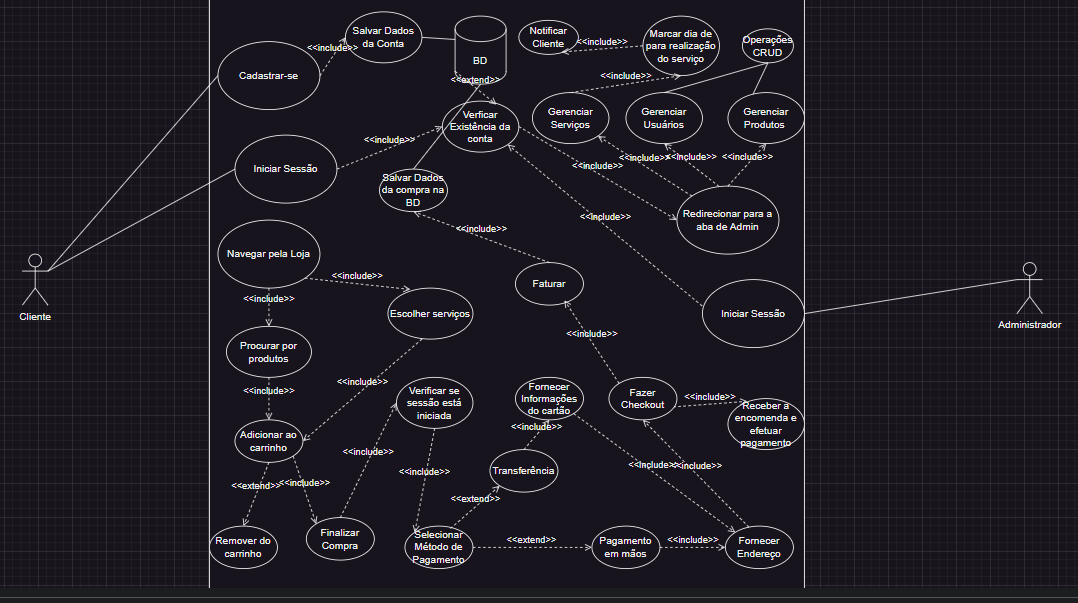 Salvar Dados
da Conta
<<include>>
Cadastrar-se
BD
<<extend>>
Notificar
Cliente
<<include>>
Marcar dia de
para realização
do serviço
Operações
CRUD
<<include>>
Verficar
Existência da
conta
Gerenciar
Serviços
Gerenciar
Usuários
Gerenciar
Produtos
<<include>>
Iniciar Sessão
<<include>>
<<include>>
<<include>>
<<include>>
Salvar Dados
da compra na
BD
<<include>>
Redirecionar para a
aba de Admin
<<include>>
Navegar pela Loja
<<include>>
Faturar
<<include>>
Cliente
Escolher serviços
Iniciar Sessão
Administrador
<<include>>
Procurar por
produtos
<<include>>
<<include>>
Verificar se
sessão está
iniciada
Fornecer
Informações
do cartão
Fazer
Checkout
<<include>>
Receber a
encomenda e
efetuar
pagamento
Adicionar ao
carrinho
<<include>>
<<include>>
<<include>>
<<include>>
<<include>>
Transferência
<<extend>>
<<include>>
<<extend>>
Remover do
carrinho
Finalizar
Compra
Selecionar
Método de
Pagamento
<<extend>>
Pagamento
em mãos
<<include>>
Fornecer
Endereço